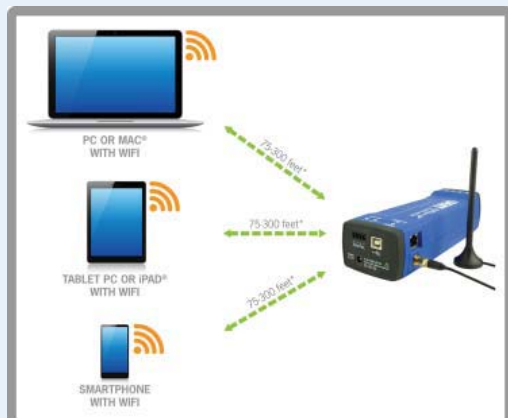 PC OR MAC®
WITH WIFI
75-300 feet*
TABLET PC OR iPAD®
WITH WIFI
75-300 feet*
SMARTPHONE
WITH WIFI
75-300 feet*